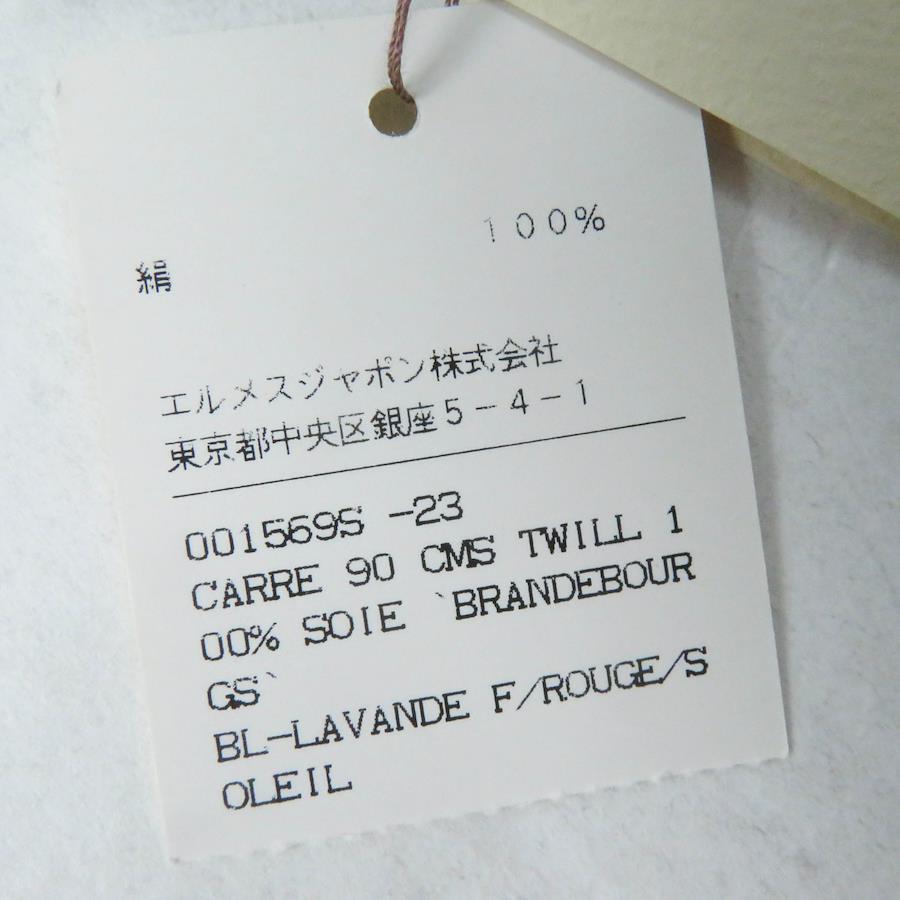 絹 100%
エルメスジャポン株式会社
東京都中央区銀座5-4-1
001569S -23
CARRE 90 CMS TWILL 1
00% SOIE `BRANDEBOUR
GS`
BL-LAVANDE F/ROUGE/S
OLEIL